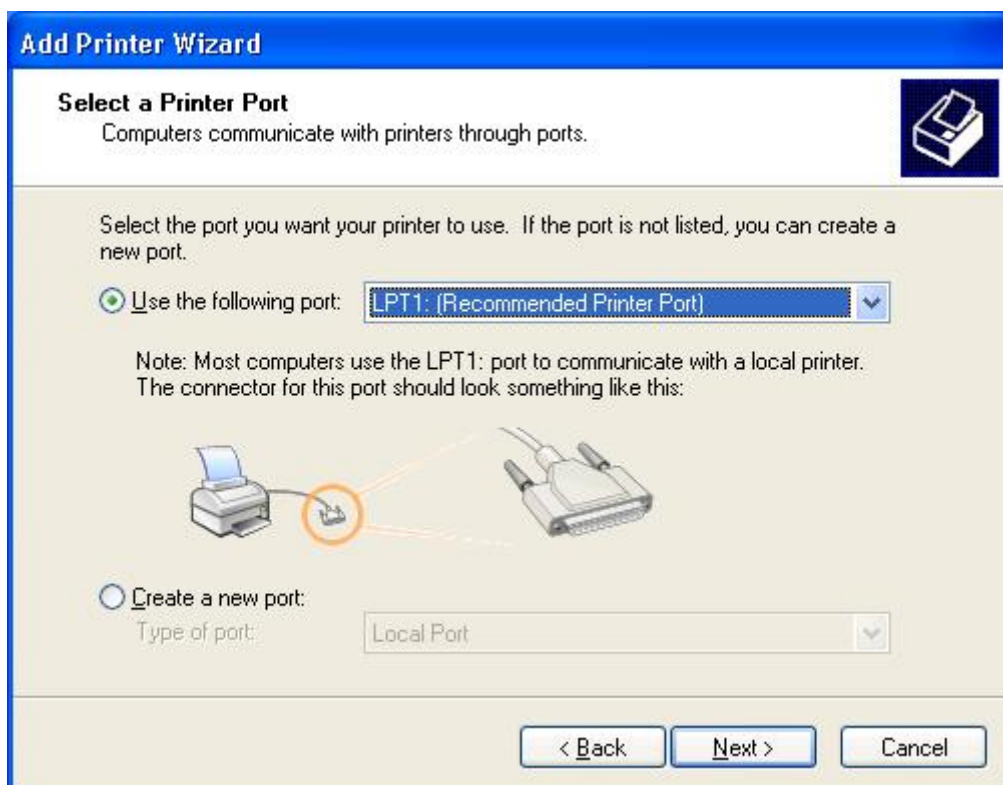 Add Printer Wizard
Select a Printer Port
Computers communicate with printers through ports.
Select the port you want your printer to use.  If the port is not listed, you can create a
new port.
Use the following port: LPT1: (Recommended Printer Port)
Note: Most computers use the LPT1: port to communicate with a local printer.
The connector for this port should look something like this:
Create a new port:
Type of port: Local Port
< Back Next > Cancel